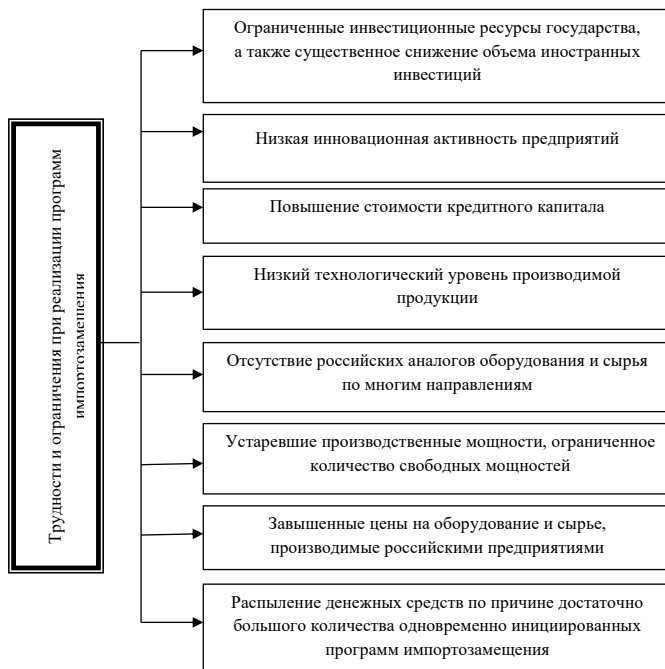 Трудности и ограничения при реализации программ
импортозамещения
Ограниченные инвестиционные ресурсы государства,
а также существенное снижение объема иностранных
инвестиций
Низкая инновационная активность предприятий
Повышение стоимости кредитного капитала
Низкий технологический уровень производимой
продукции
Отсутствие российских аналогов оборудования и сырья
по многим направлениям
Устаревшие производственные мощности, ограниченное
количество свободных мощностей
Завышенные цены на оборудование и сырье,
производимые российскими предприятиями
Распыление денежных средств по причине достаточно
большого количества одновременно инициированных
программ импортозамещения